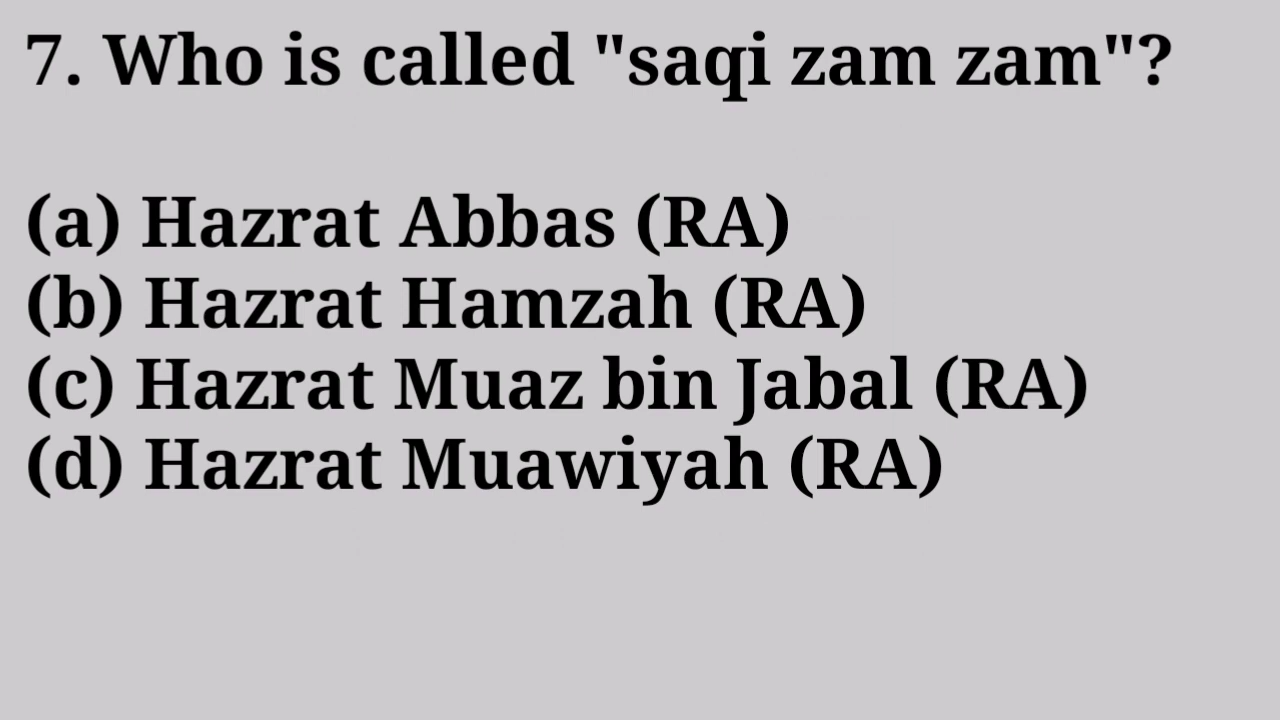 7. Who is called "saqi zam zam"?
(a) Hazrat Abbas (RA)
(b) Hazrat Hamzah (RA)
(c) Hazrat Muaz bin Jabal (RA)
(d) Hazrat Muawiyah (RA)